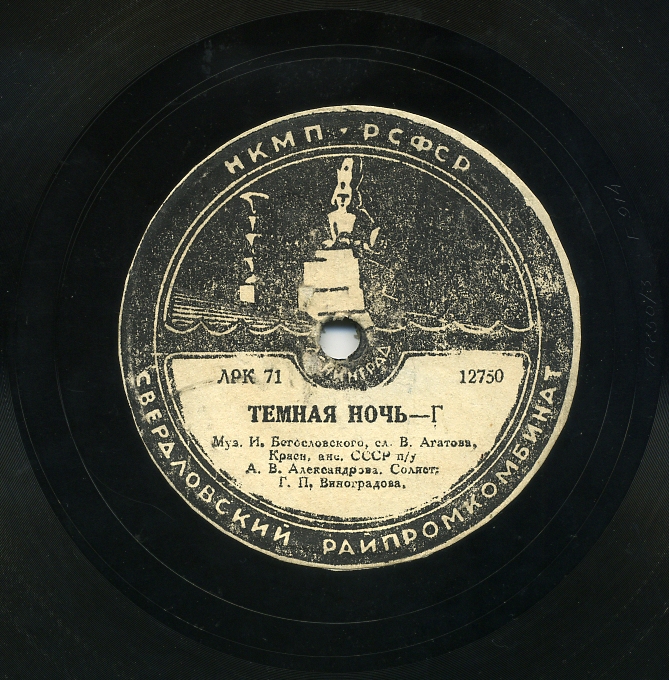 НКМП · РСФСР
ЛЕНИНГРАД
ЛРК 71 12750
ТЕМНАЯ НОЧЬ—Г
Муз. И. Богословского, сл. В. Агатова,
Красн. анс. СССР п/у
А. В. Александрова. Солист:
Г. П. Виноградова.
СВЕРДЛОВСКИЙ РАЙПРОМКОМБИНАТ